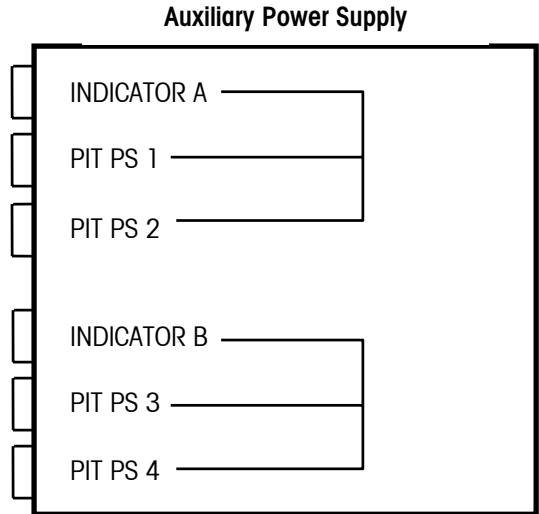 Auxiliary Power Supply
INDICATOR A
PIT PS 1
PIT PS 2
INDICATOR B
PIT PS 3
PIT PS 4